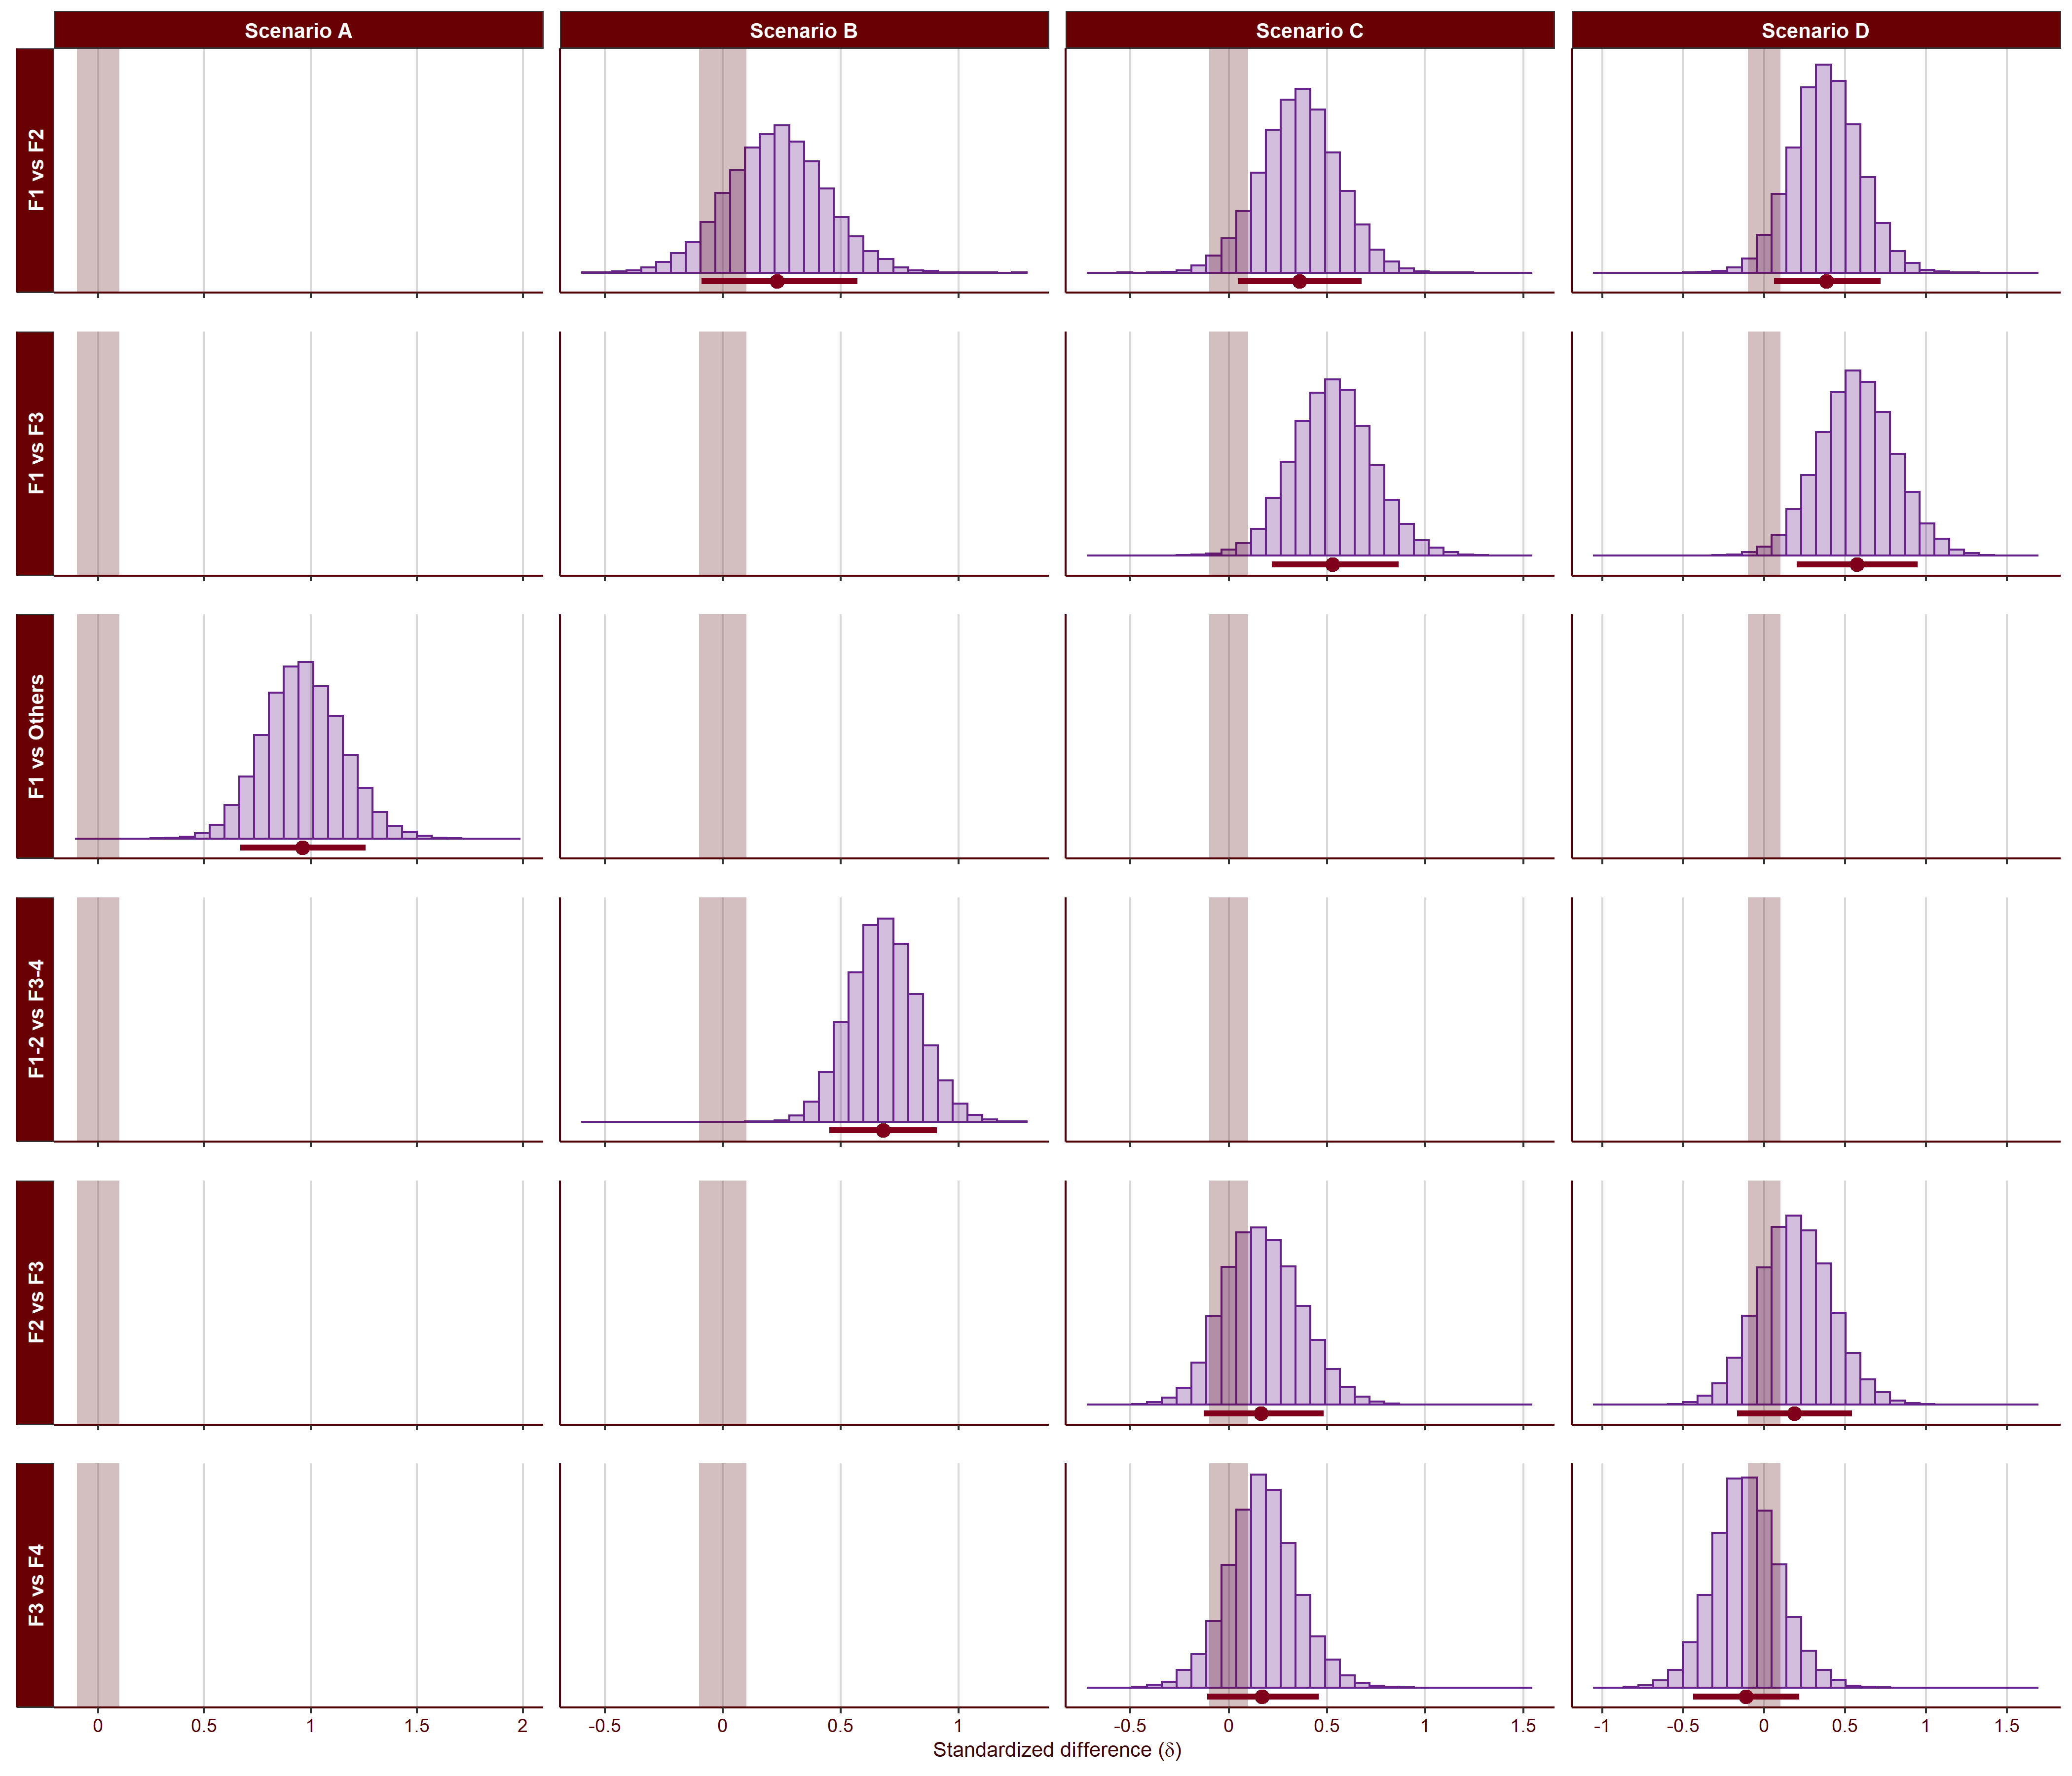 Scenario A
Scenario B
Scenario C
Scenario D
F1 vs F2
F1 vs F3
F1 vs Others
F1-2 vs F3-4
F2 vs F3
F3 vs F4
0 0.5 1 1.5 2
-0.5 0 0.5 1
-0.5 0 0.5 1 1.5
-1 -0.5 0 0.5 1 1.5
Standardized difference (δ)